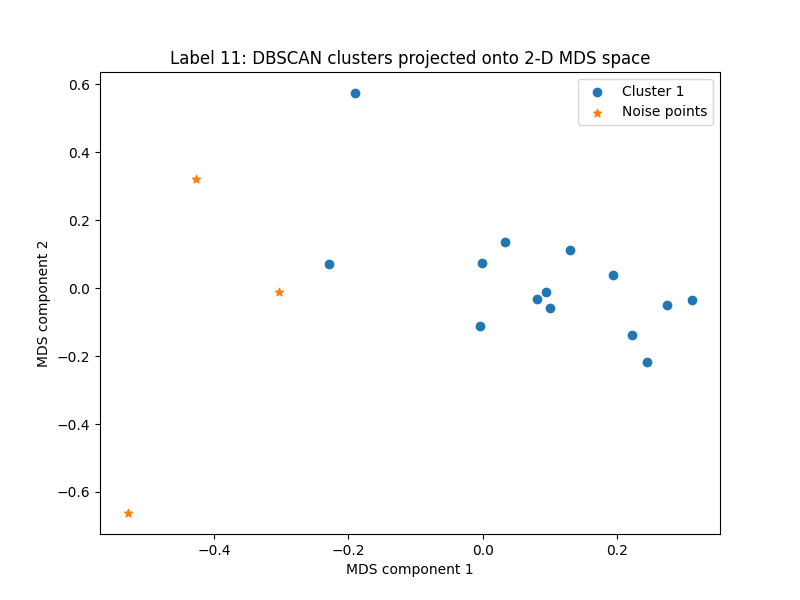 Label 11: DBSCAN clusters projected onto 2-D MDS space
Cluster 1
Noise points
0.6
0.4
0.2
0.0
−0.2
−0.4
−0.6
MDS component 2
−0.4
−0.2
0.0
0.2
MDS component 1